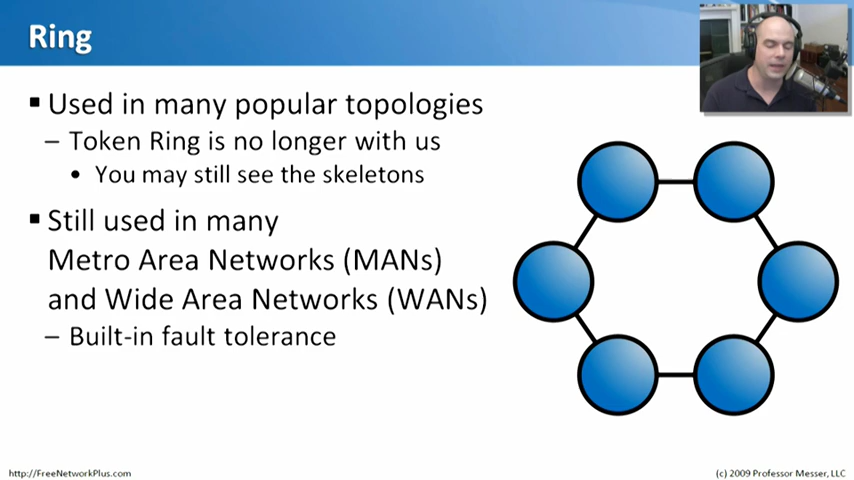 Ring
▪ Used in many popular topologies
– Token Ring is no longer with us
• You may still see the skeletons
▪ Still used in many
Metro Area Networks (MANs)
and Wide Area Networks (WANs)
– Built-in fault tolerance
http://FreeNetworkPlus.com
(c) 2009 Professor Messer, LLC